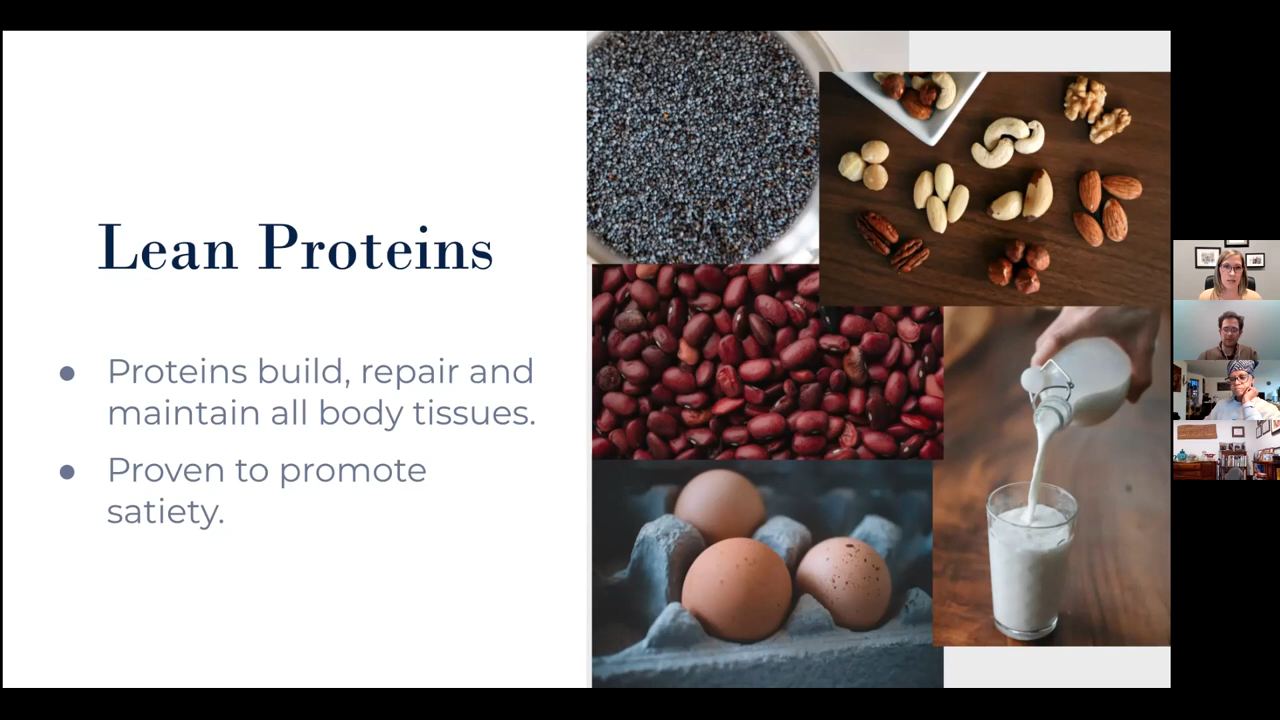 Lean Proteins
● Proteins build, repair and
maintain all body tissues.
● Proven to promote
satiety.